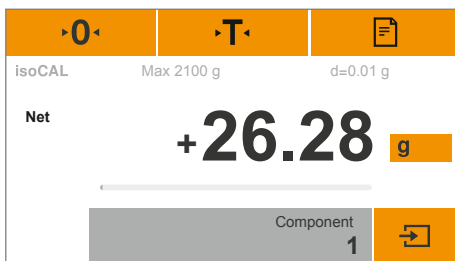 0 T
isoCAL Max 2100 g d=0.01 g
Net
+26.28 g
Component
1